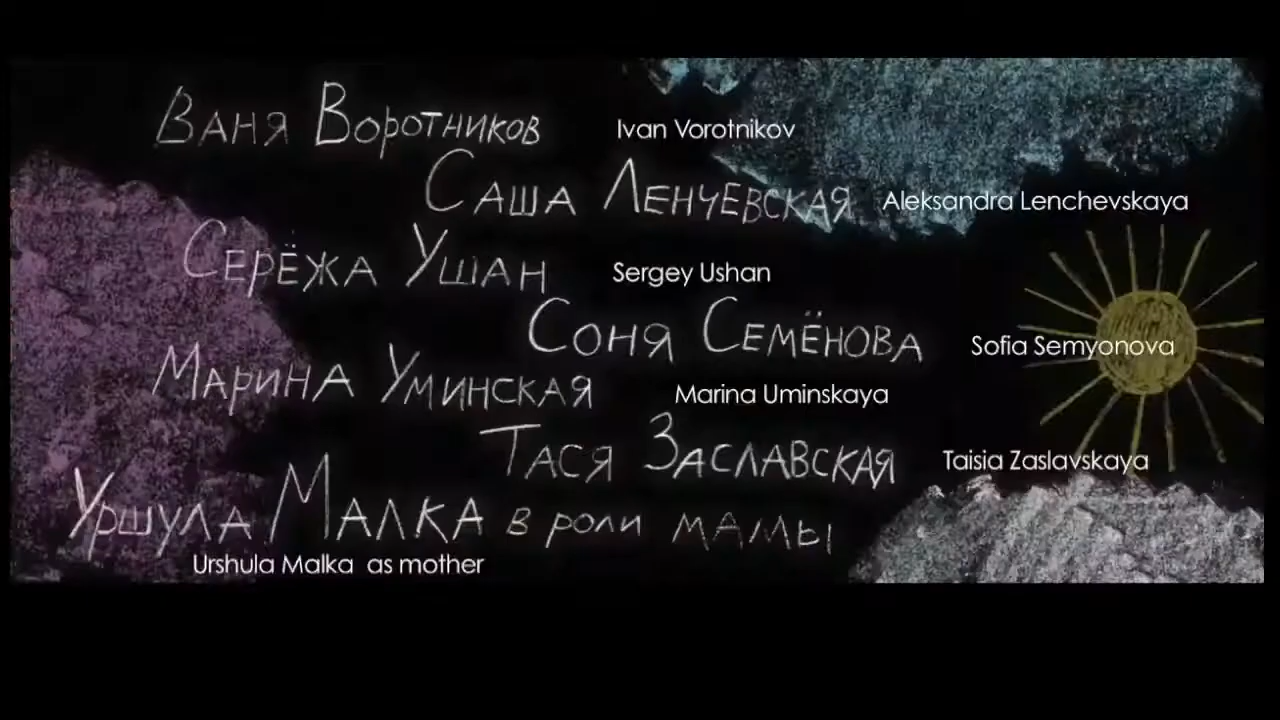 Ваня Воротников Ivan Vorotnikov
Саша Ленчевская Aleksandra Lenchevskaya
Серёжа Ушан Sergey Ushan
Соня Семёнова Sofia Semyonova
Марина Уминская Marina Uminskaya
Тася Заславская Taisia Zaslavskaya
Уршула Малка в роли мамы
Urshula Malka as mother